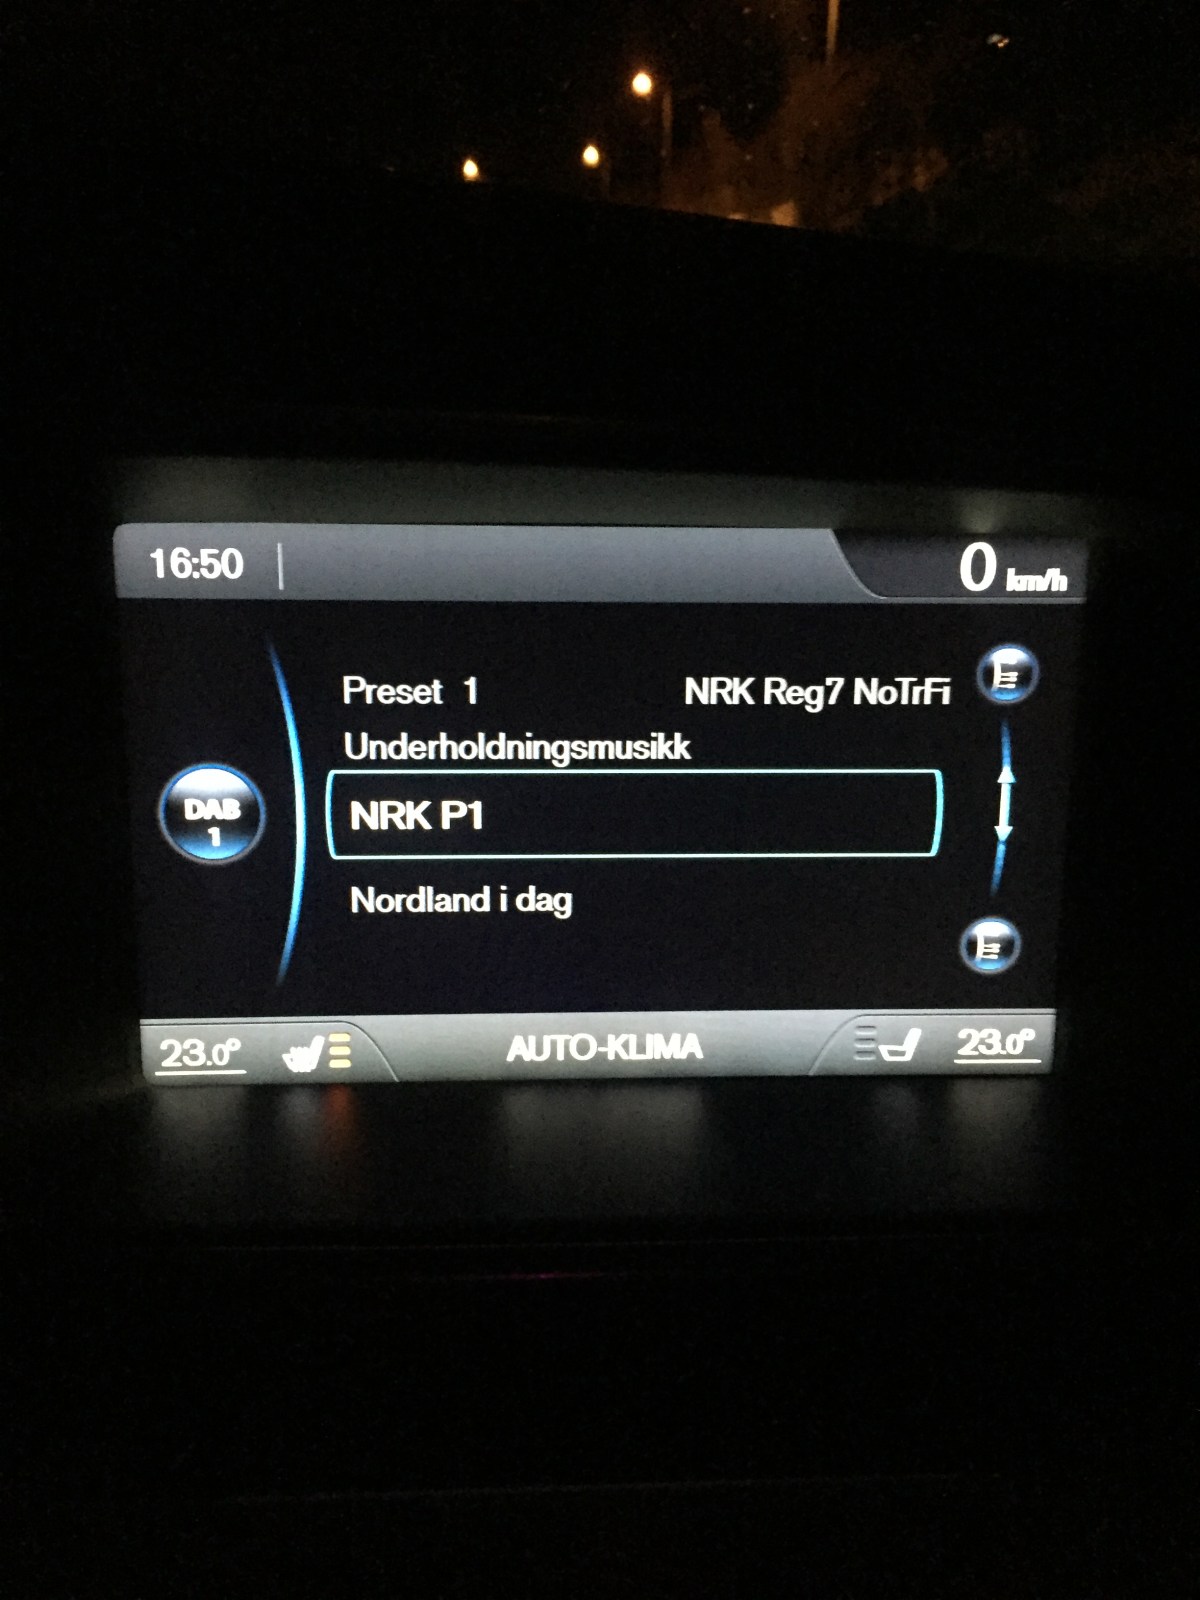 16:50
0 km/h
Preset 1 NRK Reg7 NoTrFi
Underholdningsmusikk
DAB
1
NRK P1
Nordland i dag
23.0° AUTO-KLIMA 23.0°